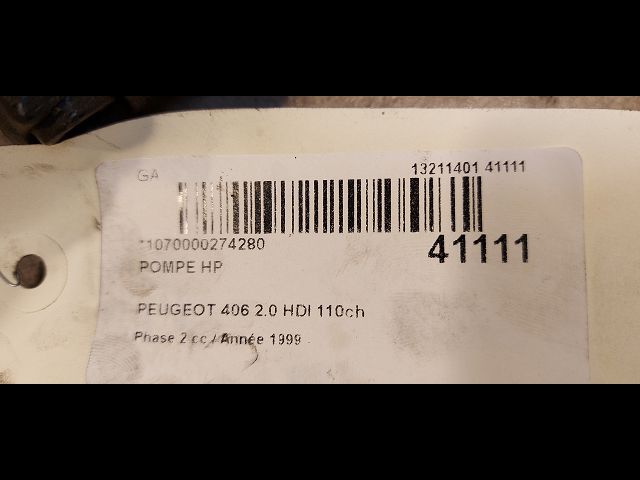 GA
13211401 41111
*1070000274280
41111
POMPE HP
PEUGEOT 406 2.0 HDI 110ch
Phase 2 cc / Année 1999